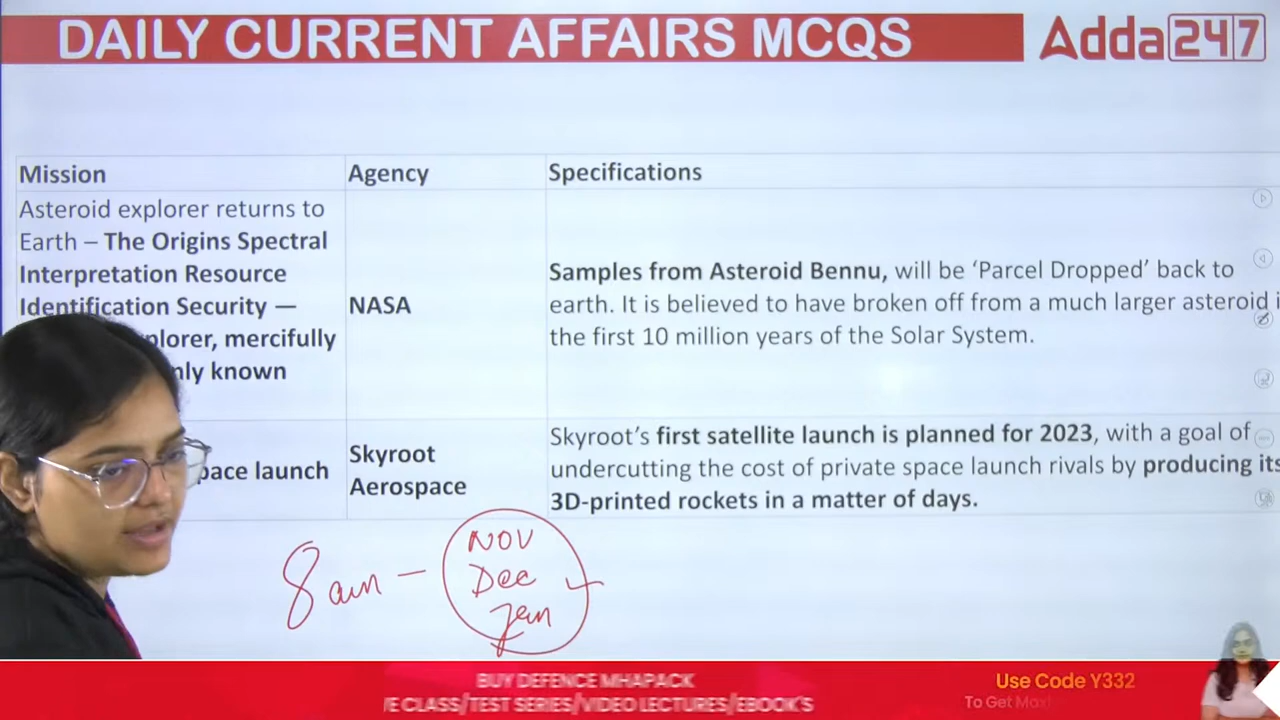 DAILY CURRENT AFFAIRS MCQS
Adda247
Mission Agency Specifications
Asteroid explorer returns to
Earth – The Origins Spectral
Interpretation Resource
Identification Security —
plorer, mercifully
nly known
NASA
Samples from Asteroid Bennu, will be ‘Parcel Dropped’ back to
earth. It is believed to have broken off from a much larger asteroid i
the first 10 million years of the Solar System.
pace launch
Skyroot
Aerospace
Skyroot’s first satellite launch is planned for 2023, with a goal of
undercutting the cost of private space launch rivals by producing its
3D-printed rockets in a matter of days.
8 am – NOV
Dec
Jan
BUY DEFENCE MHAPACK
/E CLASS/TEST SERIES/VIDEO LECTURES/EBOOK'S
Use Code Y332
To Get Max